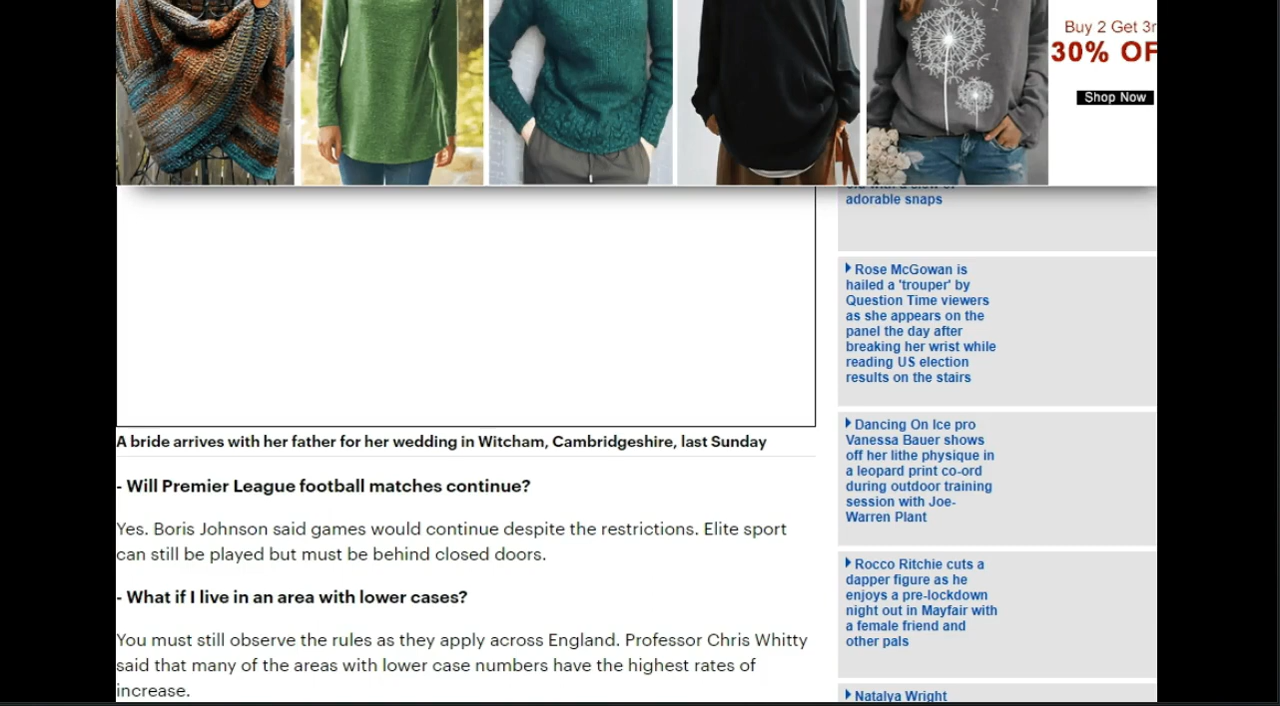 Buy 2 Get 3r
30% OF
Shop Now
adorable snaps
Rose McGowan is
hailed a 'trouper' by
Question Time viewers
as she appears on the
panel the day after
breaking her wrist while
reading US election
results on the stairs
Dancing On Ice pro
Vanessa Bauer shows
off her lithe physique in
a leopard print co-ord
during outdoor training
session with Joe-
Warren Plant
Rocco Ritchie cuts a
dapper figure as he
enjoys a pre-lockdown
night out in Mayfair with
a female friend and
other pals
Natalya Wright
A bride arrives with her father for her wedding in Witcham, Cambridgeshire, last Sunday
- Will Premier League football matches continue?
Yes. Boris Johnson said games would continue despite the restrictions. Elite sport
can still be played but must be behind closed doors.
- What if I live in an area with lower cases?
You must still observe the rules as they apply across England. Professor Chris Whitty
said that many of the areas with lower case numbers have the highest rates of
increase.